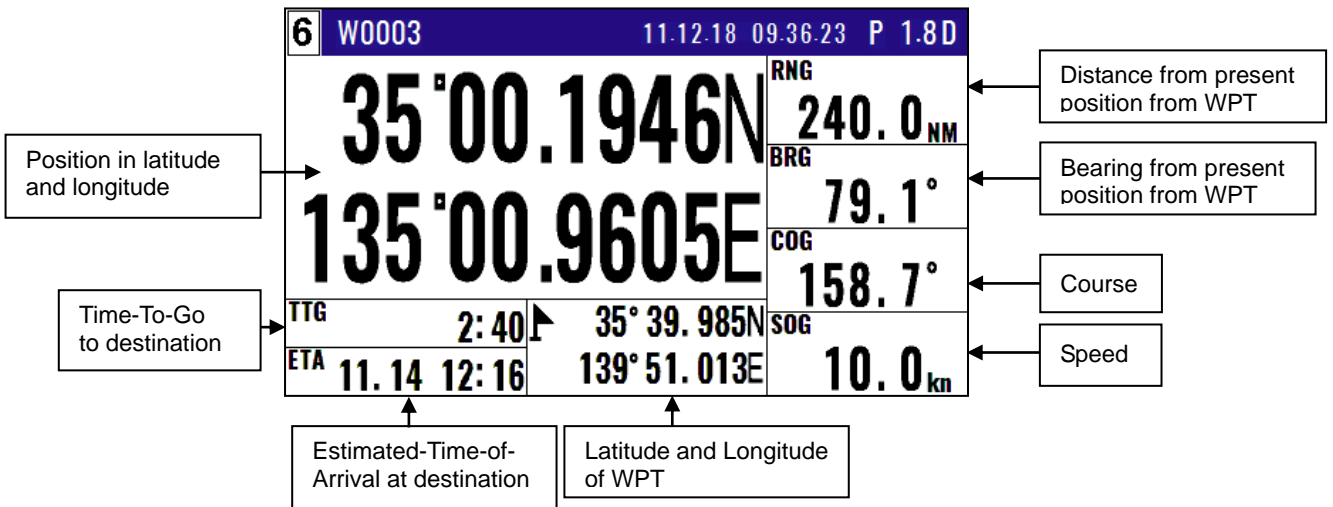 6 W0003 11.12.18 09.36.23 P 1.8D
35°00.1946N
135°00.9605E
RNG
240.0NM
BRG
79.1°
COG
158.7°
SOG
10.0kn
TTG
2:40
ETA
11.14 12:16
35°39.985N
139°51.013E
Position in latitude
and longitude
Time-To-Go
to destination
Estimated-Time-of-
Arrival at destination
Latitude and Longitude
of WPT
Distance from present
position from WPT
Bearing from present
position from WPT
Course
Speed